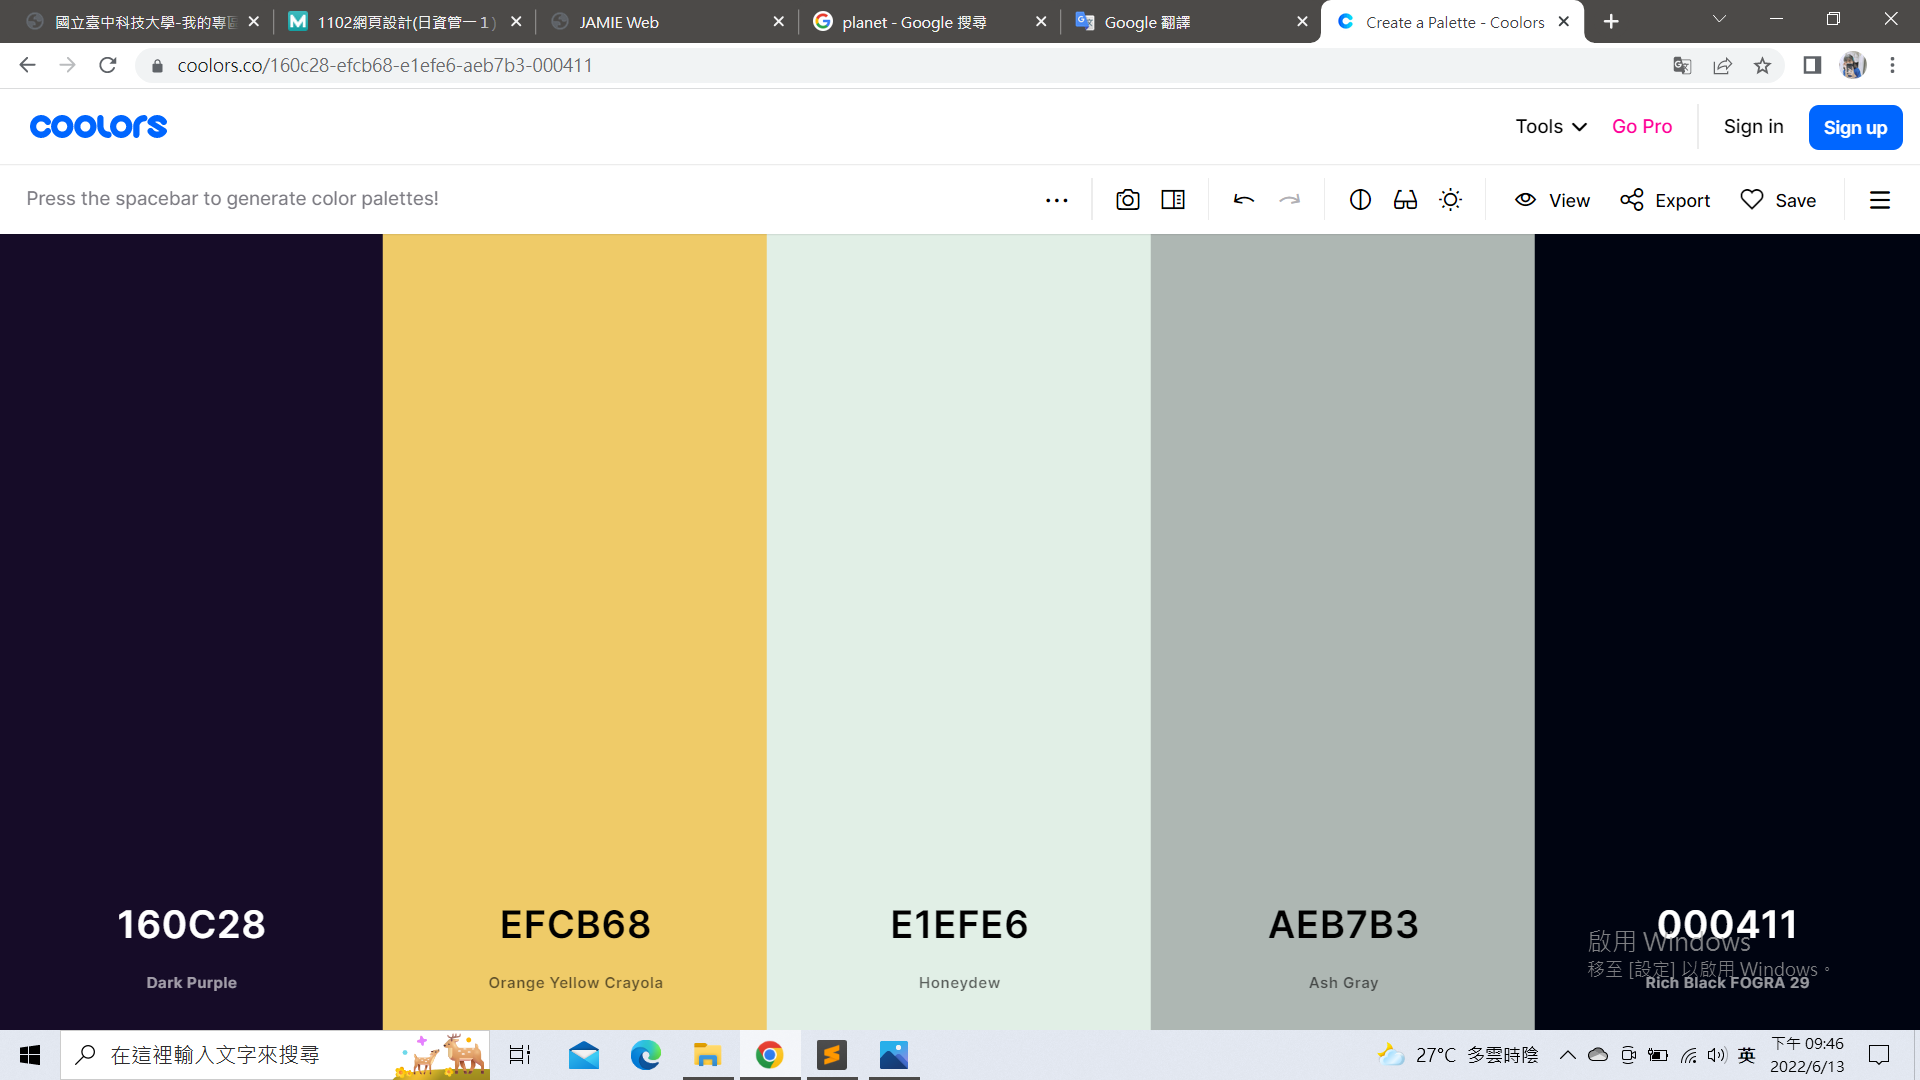 國立臺中科技大學-我的專區
1102網頁設計(日資管一1)
JAMIE Web
planet - Google 搜尋
Google 翻譯
Create a Palette - Coolors
coolors.co/160c28-efcb68-e1efe6-aeb7b3-000411
coolors
Tools
Go Pro
Sign in
Sign up
Press the spacebar to generate color palettes!
View
Export
Save
160C28
EFCB68
E1EFE6
AEB7B3
000411
Dark Purple
Orange Yellow Crayola
Honeydew
Ash Gray
Rich Black FOGRA 29
啟用 Windows
移至 [設定] 以啟用 Windows。
在這裡輸入文字來搜尋
27°C 多雲時陰
英
下午 09:46
2022/6/13